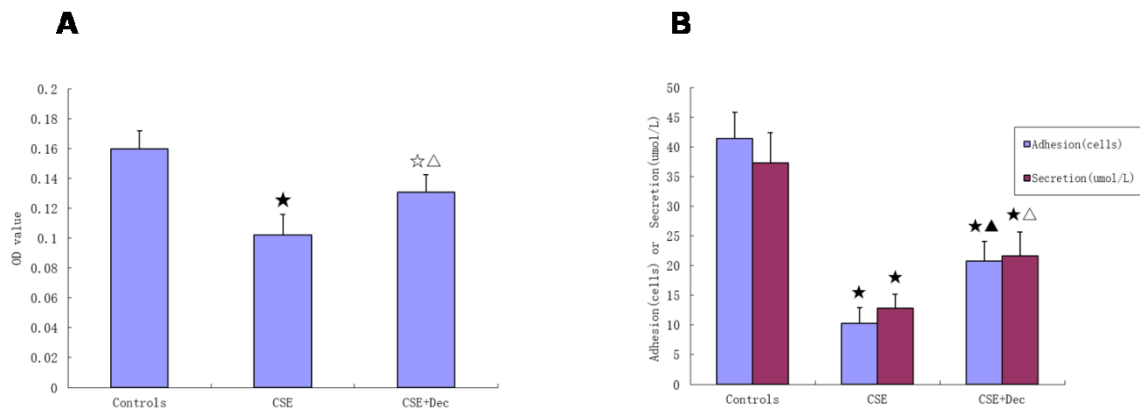 A
B
OD value
0.2
0.18
0.16
0.14
0.12
0.1
0.08
0.06
0.04
0.02
0
☆△
★
Controls
CSE
CSE+Dec
Adhesion(cells) or Secretion(umol/L)
50
45
40
35
30
25
20
15
10
5
0
★
★
★▲
★△
Controls
CSE
CSE+Dec
Adhesion(cells)
Secretion(umol/L)